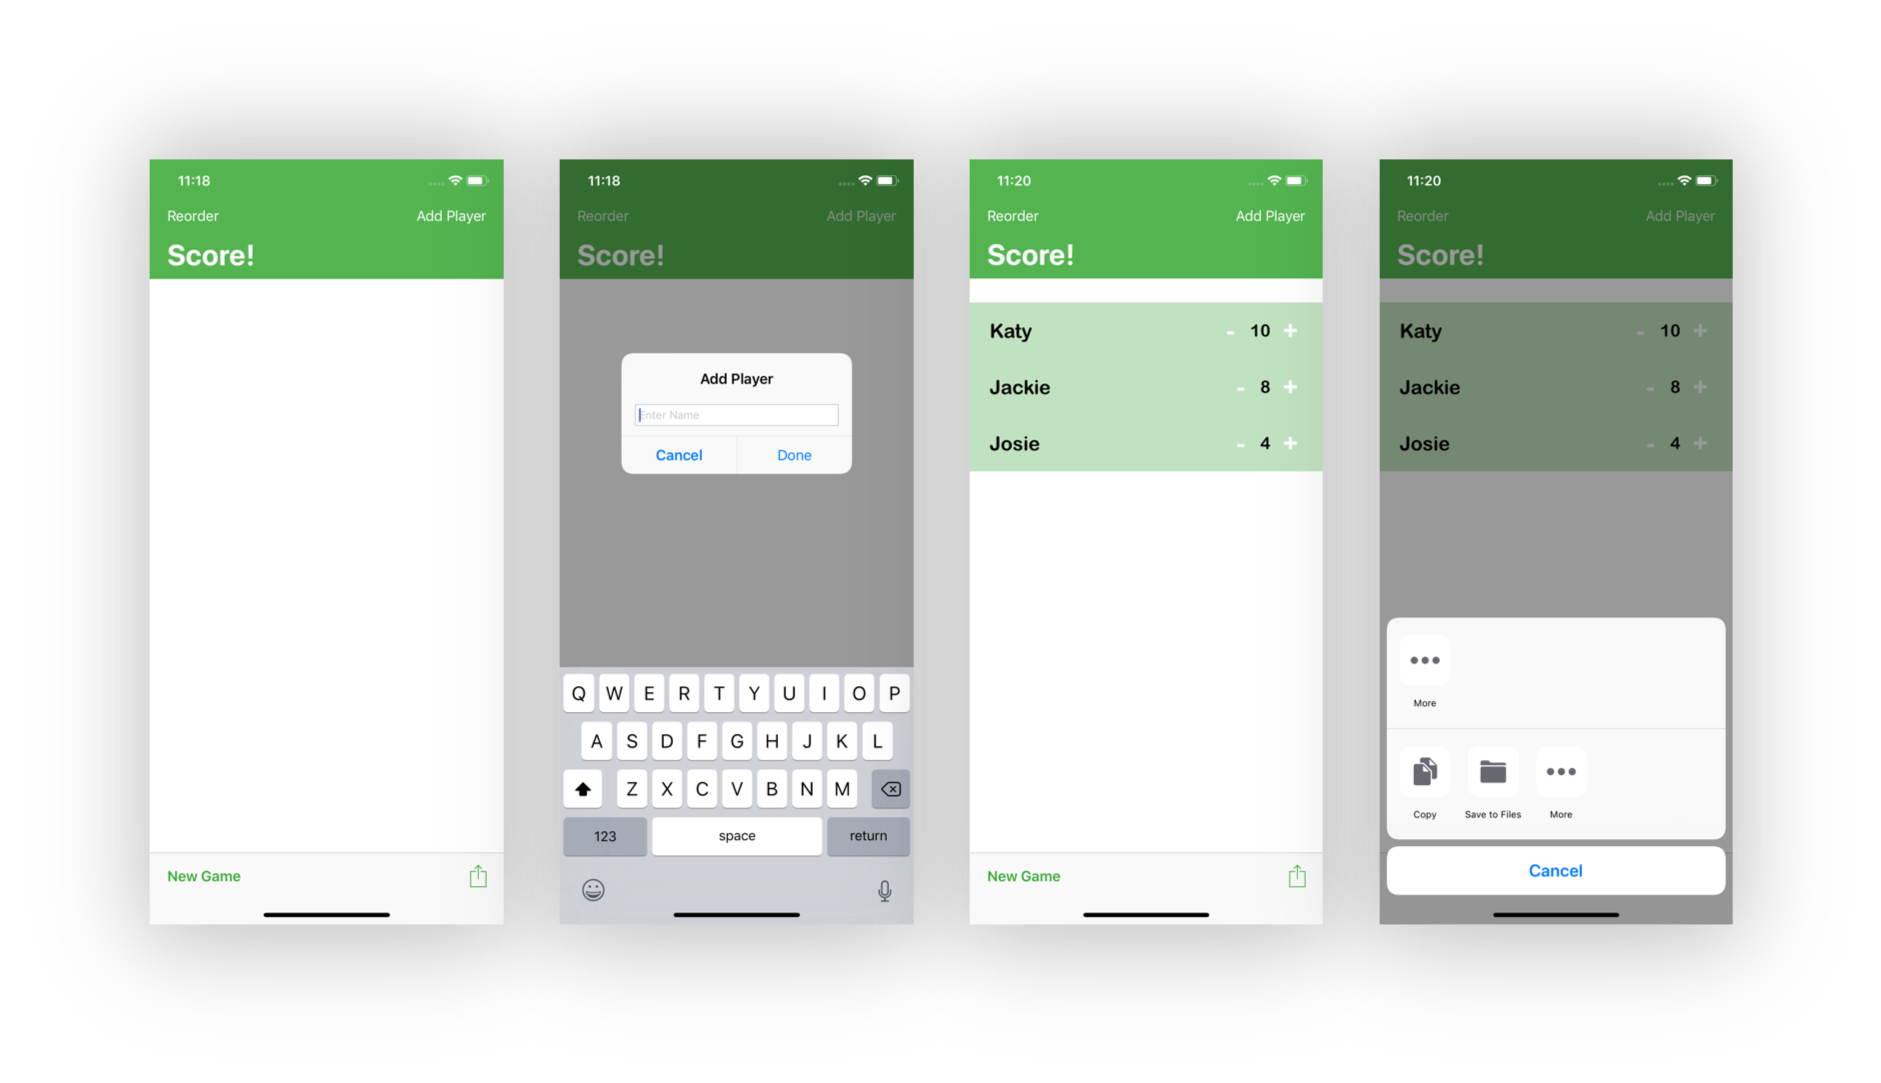 11:18
Reorder Add Player
Score!
New Game
11:18
Reorder Add Player
Score!
Add Player
Enter Name
Cancel Done
Q W E R T Y U I O P
A S D F G H J K L
Z X C V B N M
123 space return
11:20
Reorder Add Player
Score!
Katy - 10 +
Jackie - 8 +
Josie - 4 +
New Game
11:20
Reorder Add Player
Score!
Katy - 10 +
Jackie - 8 +
Josie - 4 +
More
Copy Save to Files More
Cancel